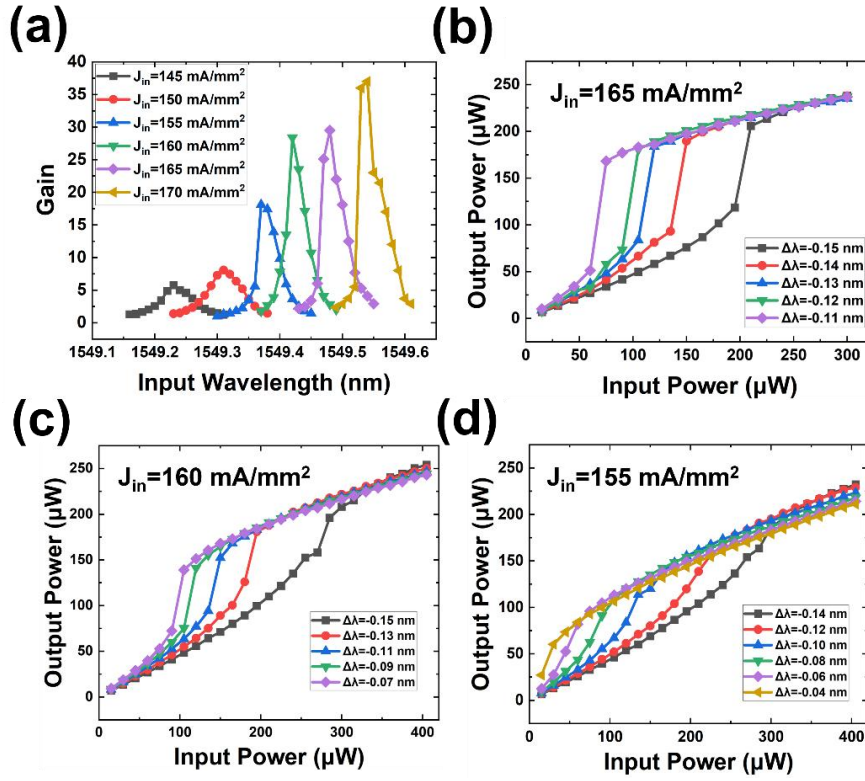 (a)
Gain
40
35
30
25
20
15
10
5
0
J_in=145 mA/mm²
J_in=150 mA/mm²
J_in=155 mA/mm²
J_in=160 mA/mm²
J_in=165 mA/mm²
J_in=170 mA/mm²
1549.1 1549.2 1549.3 1549.4 1549.5 1549.6
Input Wavelength (nm)
(b)
J_in=165 mA/mm²
Output Power (μW)
250
200
150
100
50
0
Δλ=-0.15 nm
Δλ=-0.14 nm
Δλ=-0.13 nm
Δλ=-0.12 nm
Δλ=-0.11 nm
0 50 100 150 200 250 300
Input Power (μW)
(c)
J_in=160 mA/mm²
Output Power (μW)
250
200
150
100
50
0
Δλ=-0.15 nm
Δλ=-0.13 nm
Δλ=-0.11 nm
Δλ=-0.09 nm
Δλ=-0.07 nm
0 100 200 300 400
Input Power (μW)
(d)
J_in=155 mA/mm²
Output Power (μW)
250
200
150
100
50
0
Δλ=-0.14 nm
Δλ=-0.12 nm
Δλ=-0.10 nm
Δλ=-0.08 nm
Δλ=-0.06 nm
Δλ=-0.04 nm
0 100 200 300 400
Input Power (μW)